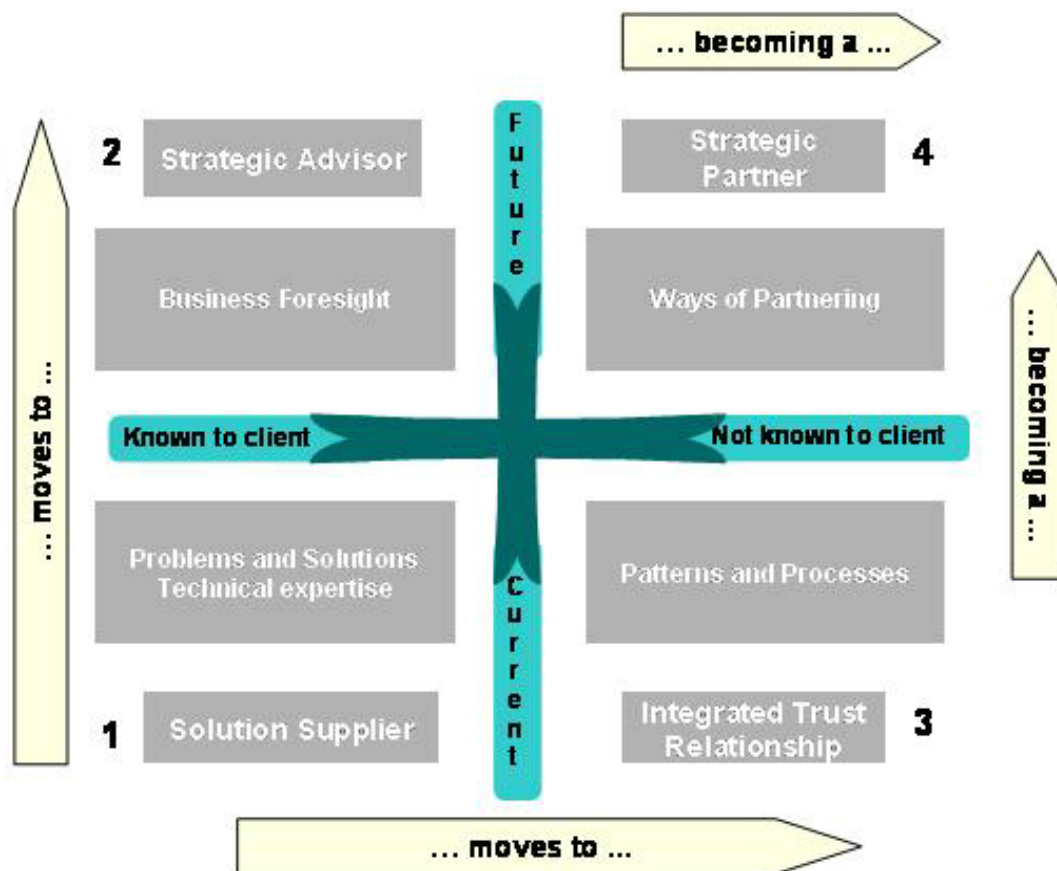 ... becoming a ...
2
Strategic Advisor
Future
Strategic
Partner
4
Business Foresight
Ways of Partnering
... moves to ...
... becoming a ...
Known to client
Not known to client
Problems and Solutions
Technical expertise
Patterns and Processes
Current
1
Solution Supplier
Integrated Trust
Relationship
3
... moves to ...